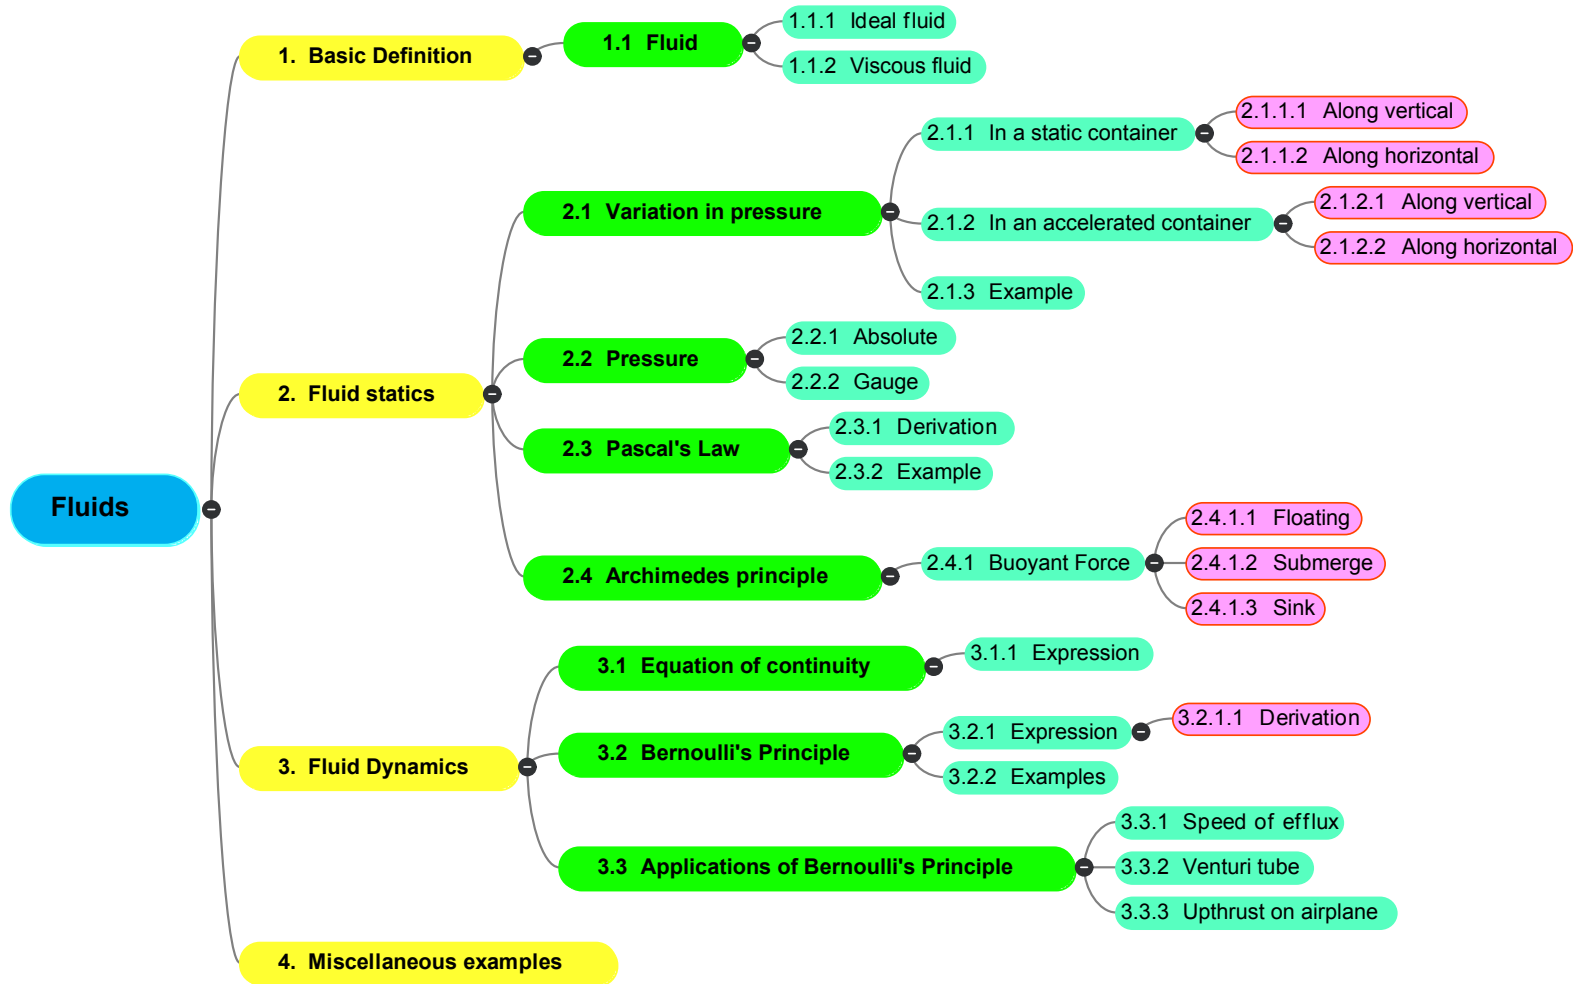 Fluids
1. Basic Definition
1.1 Fluid
1.1.1 Ideal fluid
1.1.2 Viscous fluid
2. Fluid statics
2.1 Variation in pressure
2.1.1 In a static container
2.1.1.1 Along vertical
2.1.1.2 Along horizontal
2.1.2 In an accelerated container
2.1.2.1 Along vertical
2.1.2.2 Along horizontal
2.1.3 Example
2.2 Pressure
2.2.1 Absolute
2.2.2 Gauge
2.3 Pascal's Law
2.3.1 Derivation
2.3.2 Example
2.4 Archimedes principle
2.4.1 Buoyant Force
2.4.1.1 Floating
2.4.1.2 Submerge
2.4.1.3 Sink
3. Fluid Dynamics
3.1 Equation of continuity
3.1.1 Expression
3.2 Bernoulli's Principle
3.2.1 Expression
3.2.1.1 Derivation
3.2.2 Examples
3.3 Applications of Bernoulli's Principle
3.3.1 Speed of efflux
3.3.2 Venturi tube
3.3.3 Upthrust on airplane
4. Miscellaneous examples